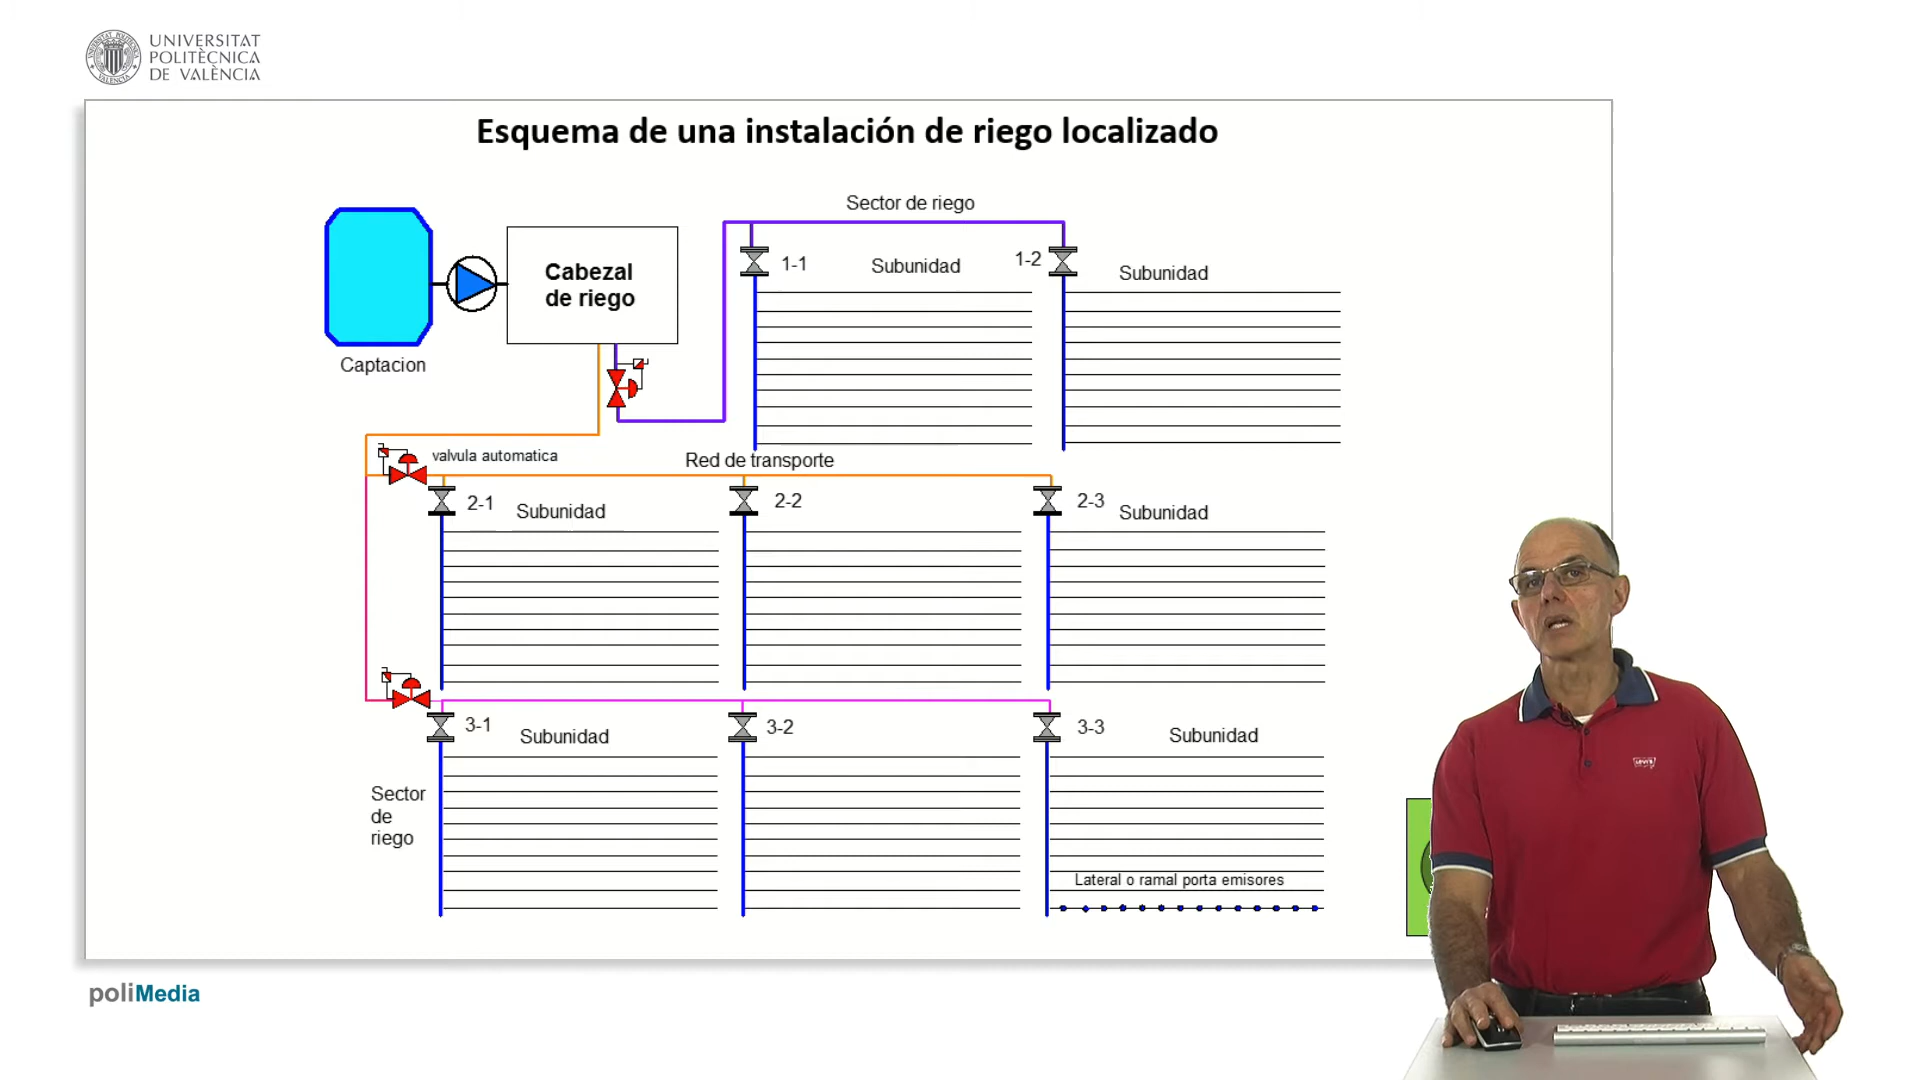 UNIVERSITAT
POLITÈCNICA
DE VALÈNCIA
Esquema de una instalación de riego localizado
Sector de riego
Cabezal
de riego
1-1
Subunidad
1-2
Subunidad
Captacion
valvula automatica
Red de transporte
2-1
Subunidad
2-2
2-3
Subunidad
3-1
Subunidad
3-2
3-3
Subunidad
Sector
de
riego
Lateral o ramal porta emisores
Levi's
poliMedia